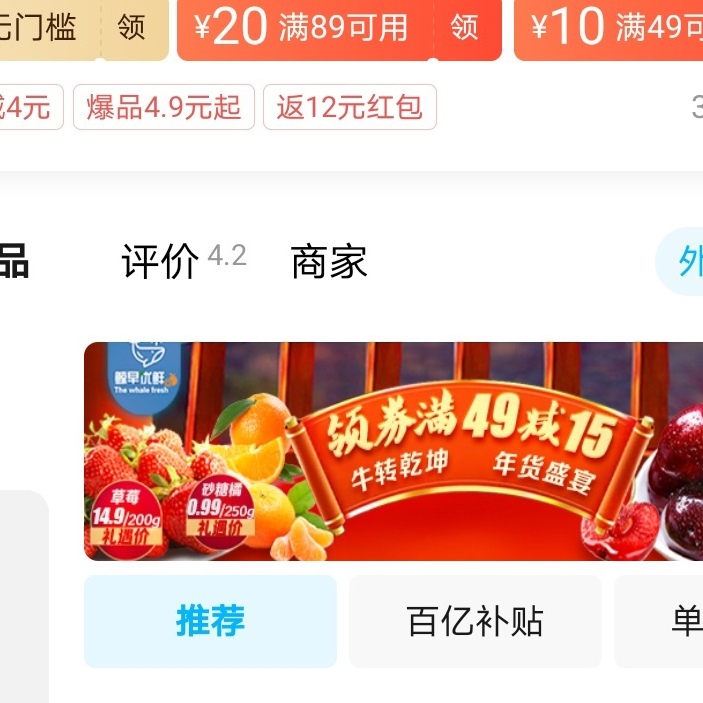 无门槛 领
¥20 满89可用 领
¥10 满49可
减4元 爆品4.9元起 返12元红包
品 评价 4.2 商家
外
鲸早优鲜
The whale fresh
领券满49减15
牛转乾坤 年货盛宴
草莓
14.9/200g
礼遇价
砂糖橘
0.99/250g
礼遇价
推荐 百亿补贴 单